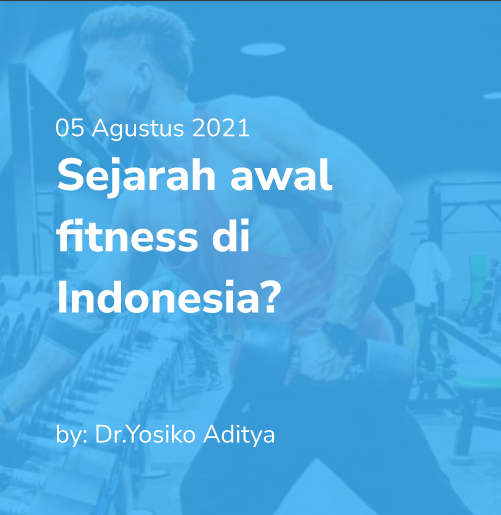 05 Agustus 2021
Sejarah awal
fitness di
Indonesia?
by: Dr.Yosiko Aditya